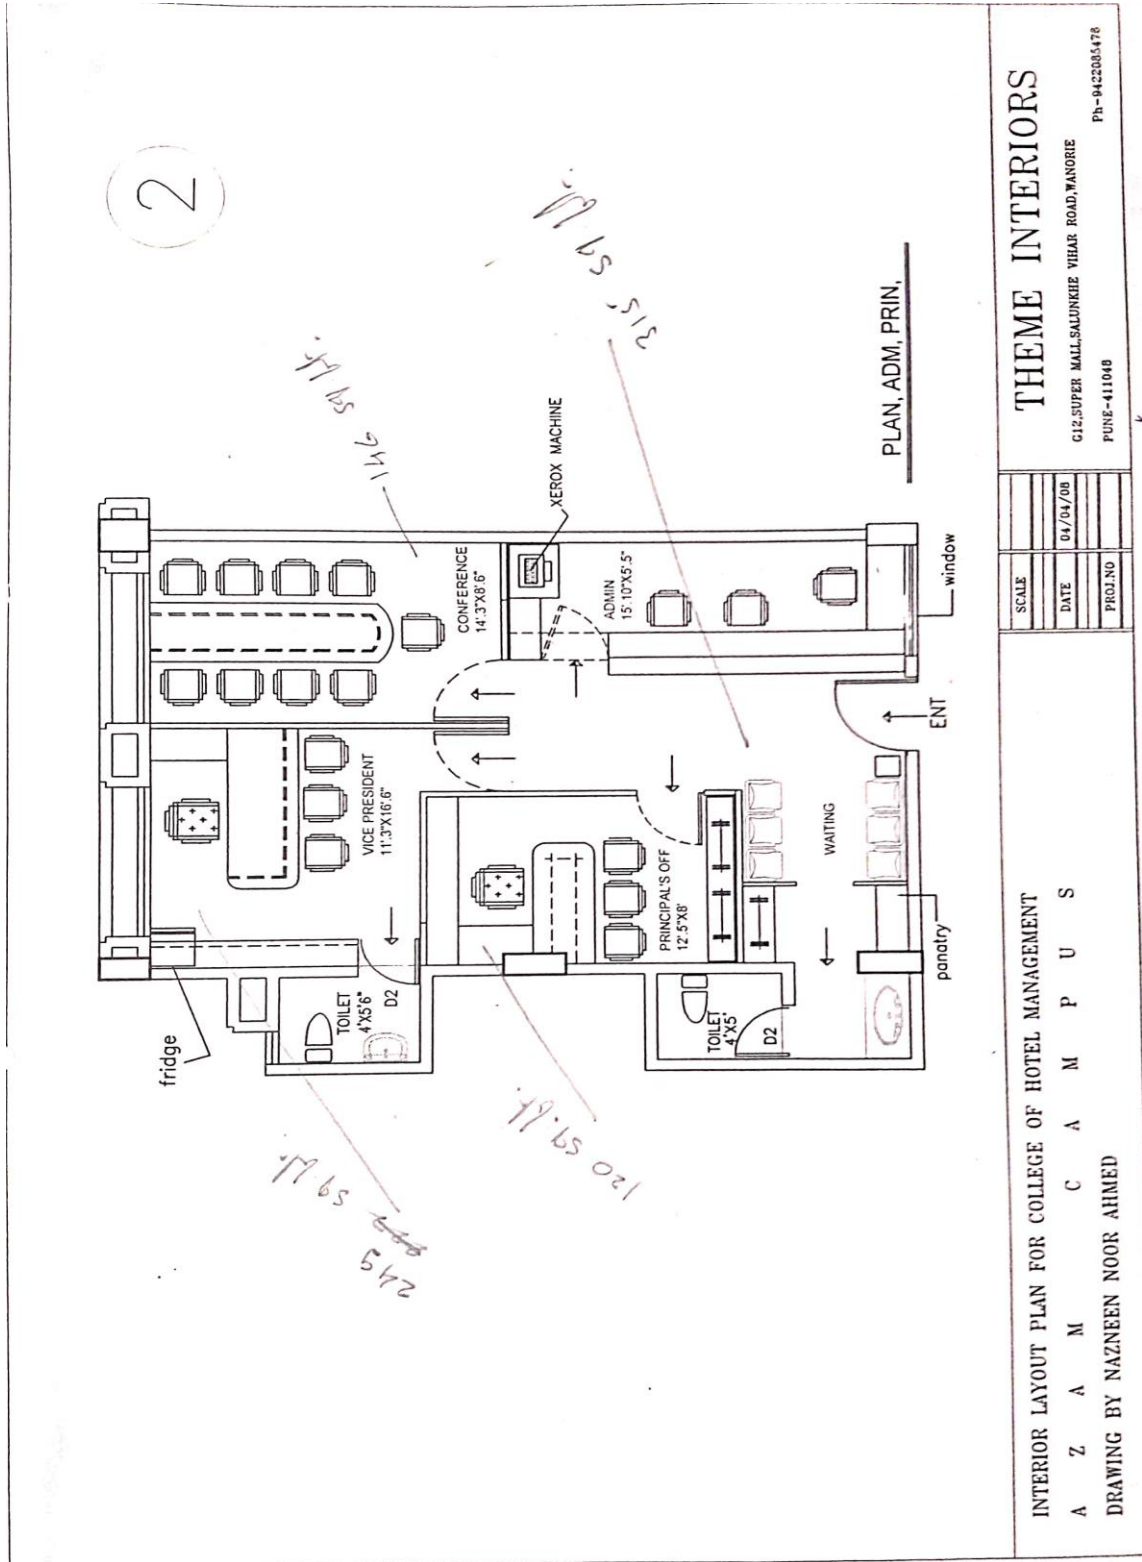 2
146 sq. ft.
315' sq ft.
249 sq ft.
120 sq. ft.
fridge
VICE PRESIDENT
11'.3"X16'.6"
CONFERENCE
14'.3"X8'.6"
TOILET
4'X5'6"
D2
XEROX MACHINE
ADMIN
15'.10"X5'.5"
PRINCIPAL'S OFF
12'.5"X8'
TOILET
4'X5'
D2
WAITING
panatry
ENT
window
PLAN, ADM, PRIN,
INTERIOR LAYOUT PLAN FOR COLLEGE OF HOTEL MANAGEMENT
A Z A M C A M P U S
DRAWING BY NAZNEEN NOOR AHMED
SCALE
DATE 04/04/08
PROJ.NO
THEME INTERIORS
G12,SUPER MALL,SALUNKHE VIHAR ROAD,WANORIE
PUNE-411048
Ph-9422085478